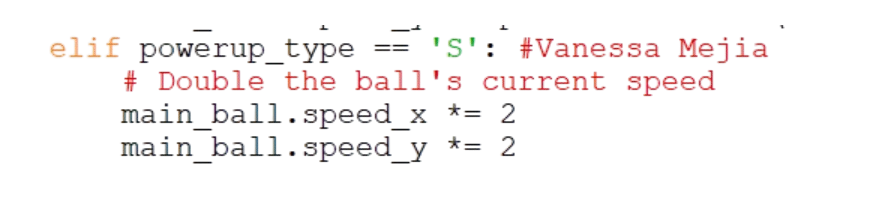 elif powerup_type == 'S': #Vanessa Mejia
# Double the ball's current speed
main_ball.speed_x *= 2
main_ball.speed_y *= 2